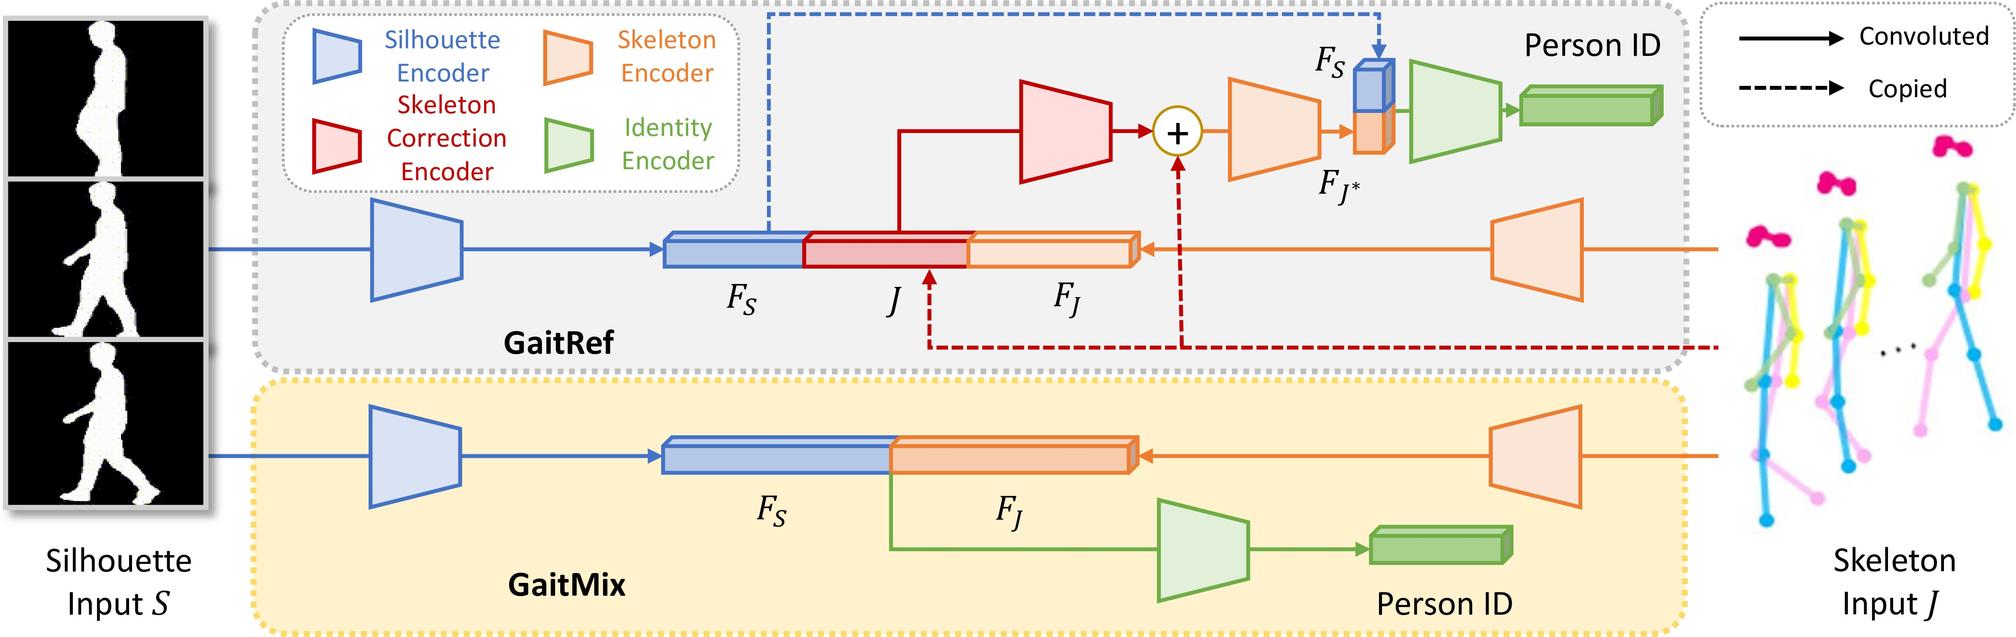 Silhouette
Encoder
Skeleton
Encoder
Skeleton
Correction
Encoder
Identity
Encoder
F_S
Person ID
Convoluted
Copied
+
F_{J*}
F_S
J
F_J
GaitRef
F_S
F_J
GaitMix
Person ID
Silhouette
Input S
Skeleton
Input J